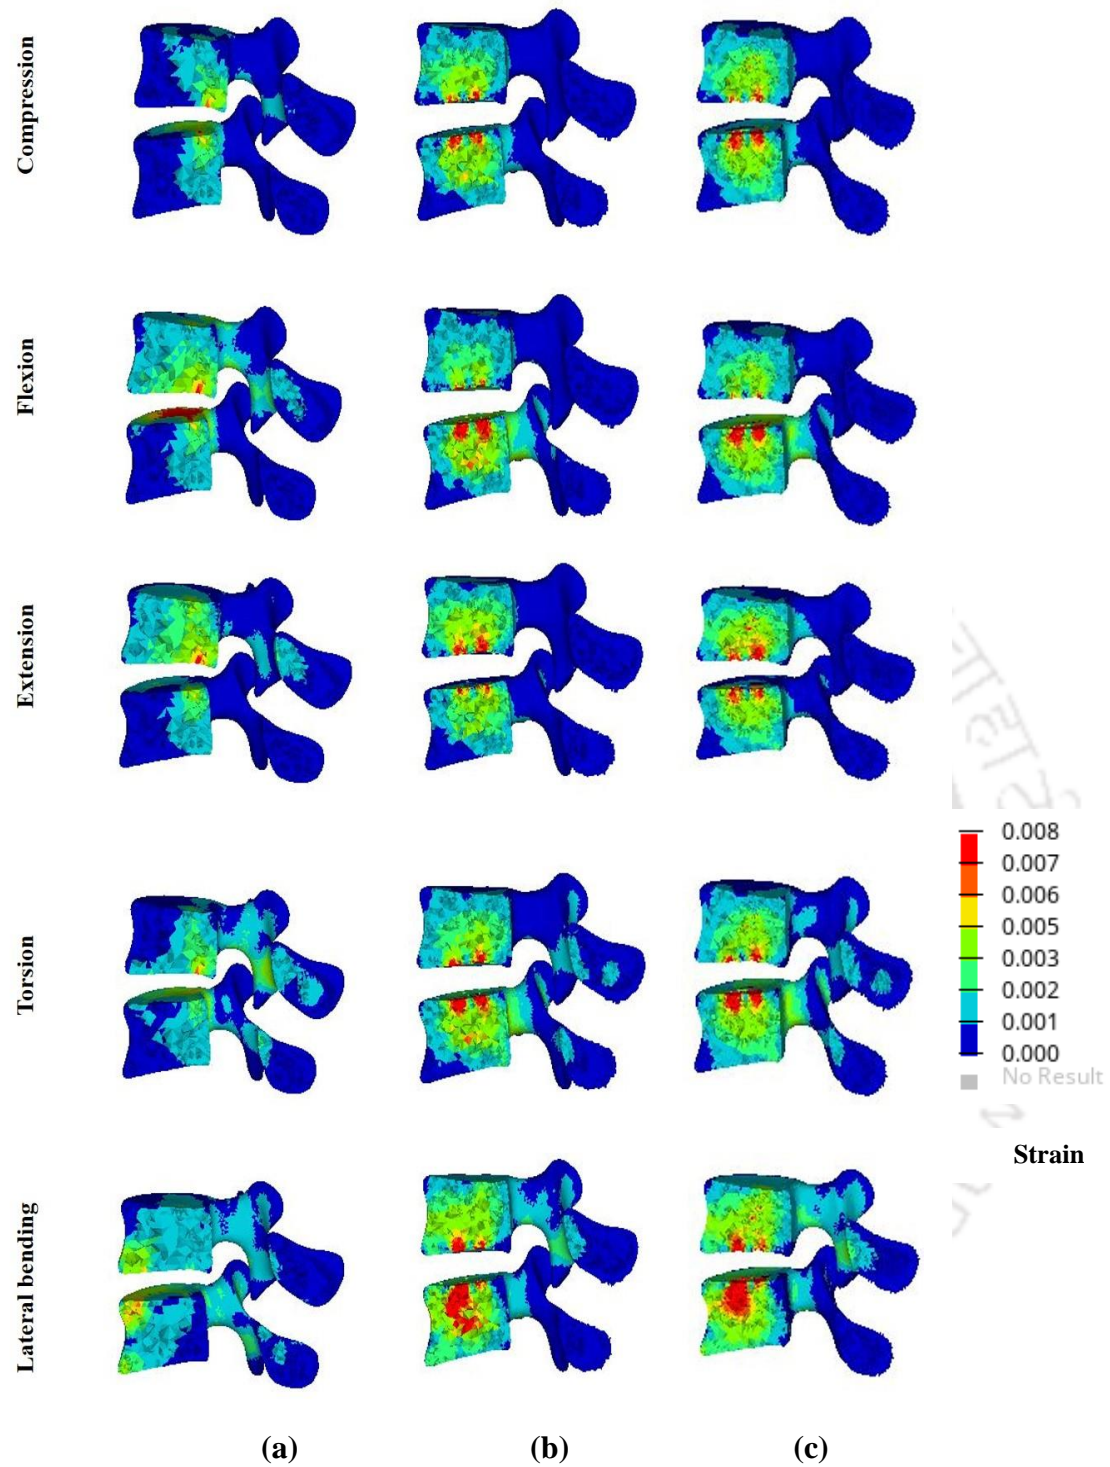 Compression
Flexion
Extension
Torsion
Lateral bending
0.008
0.007
0.006
0.005
0.003
0.002
0.001
0.000
No Result
Strain
(a) (b) (c)